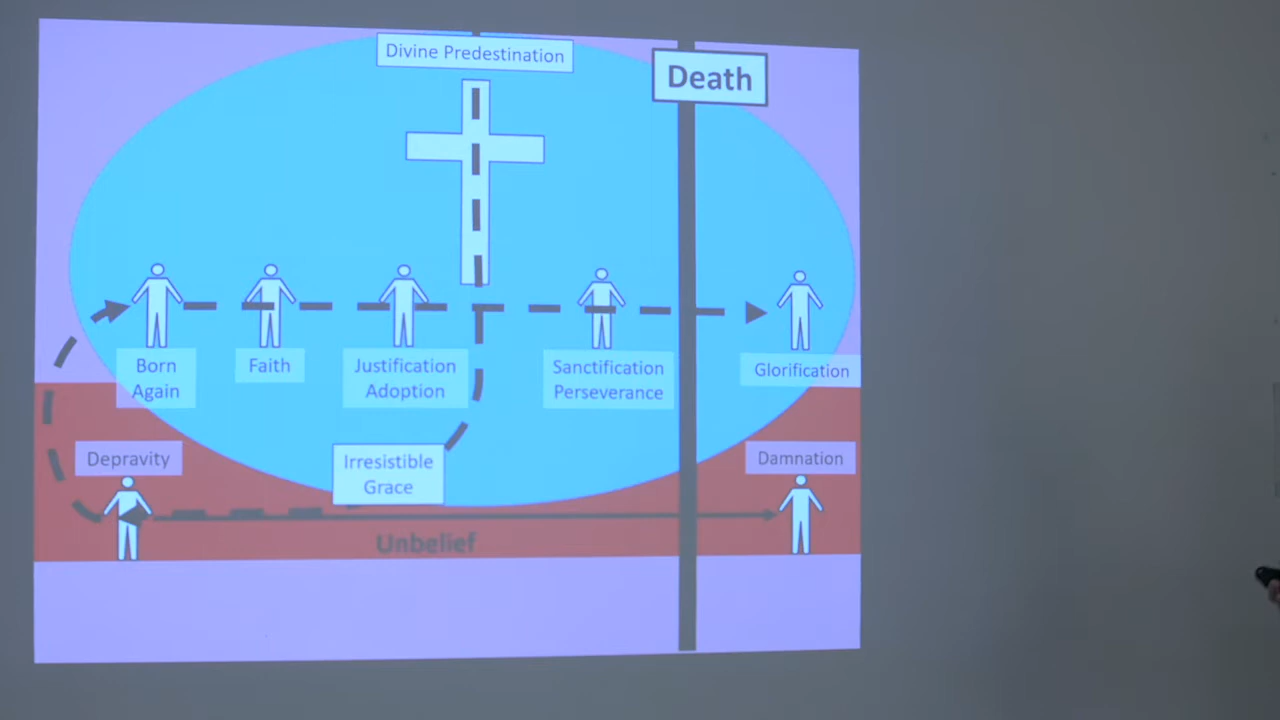 Divine Predestination
Death
Born
Again
Faith
Justification
Adoption
Sanctification
Perseverance
Glorification
Depravity
Irresistible
Grace
Damnation
Unbelief